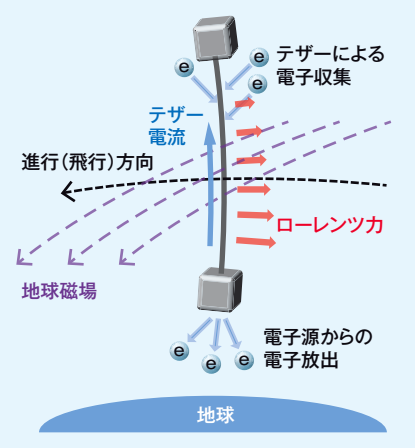 e
e
e
テザーによる
電子収集
テザー
電流
進行(飛行)方向
ローレンツ力
地球磁場
電子源からの
電子放出
e
e
e
地球